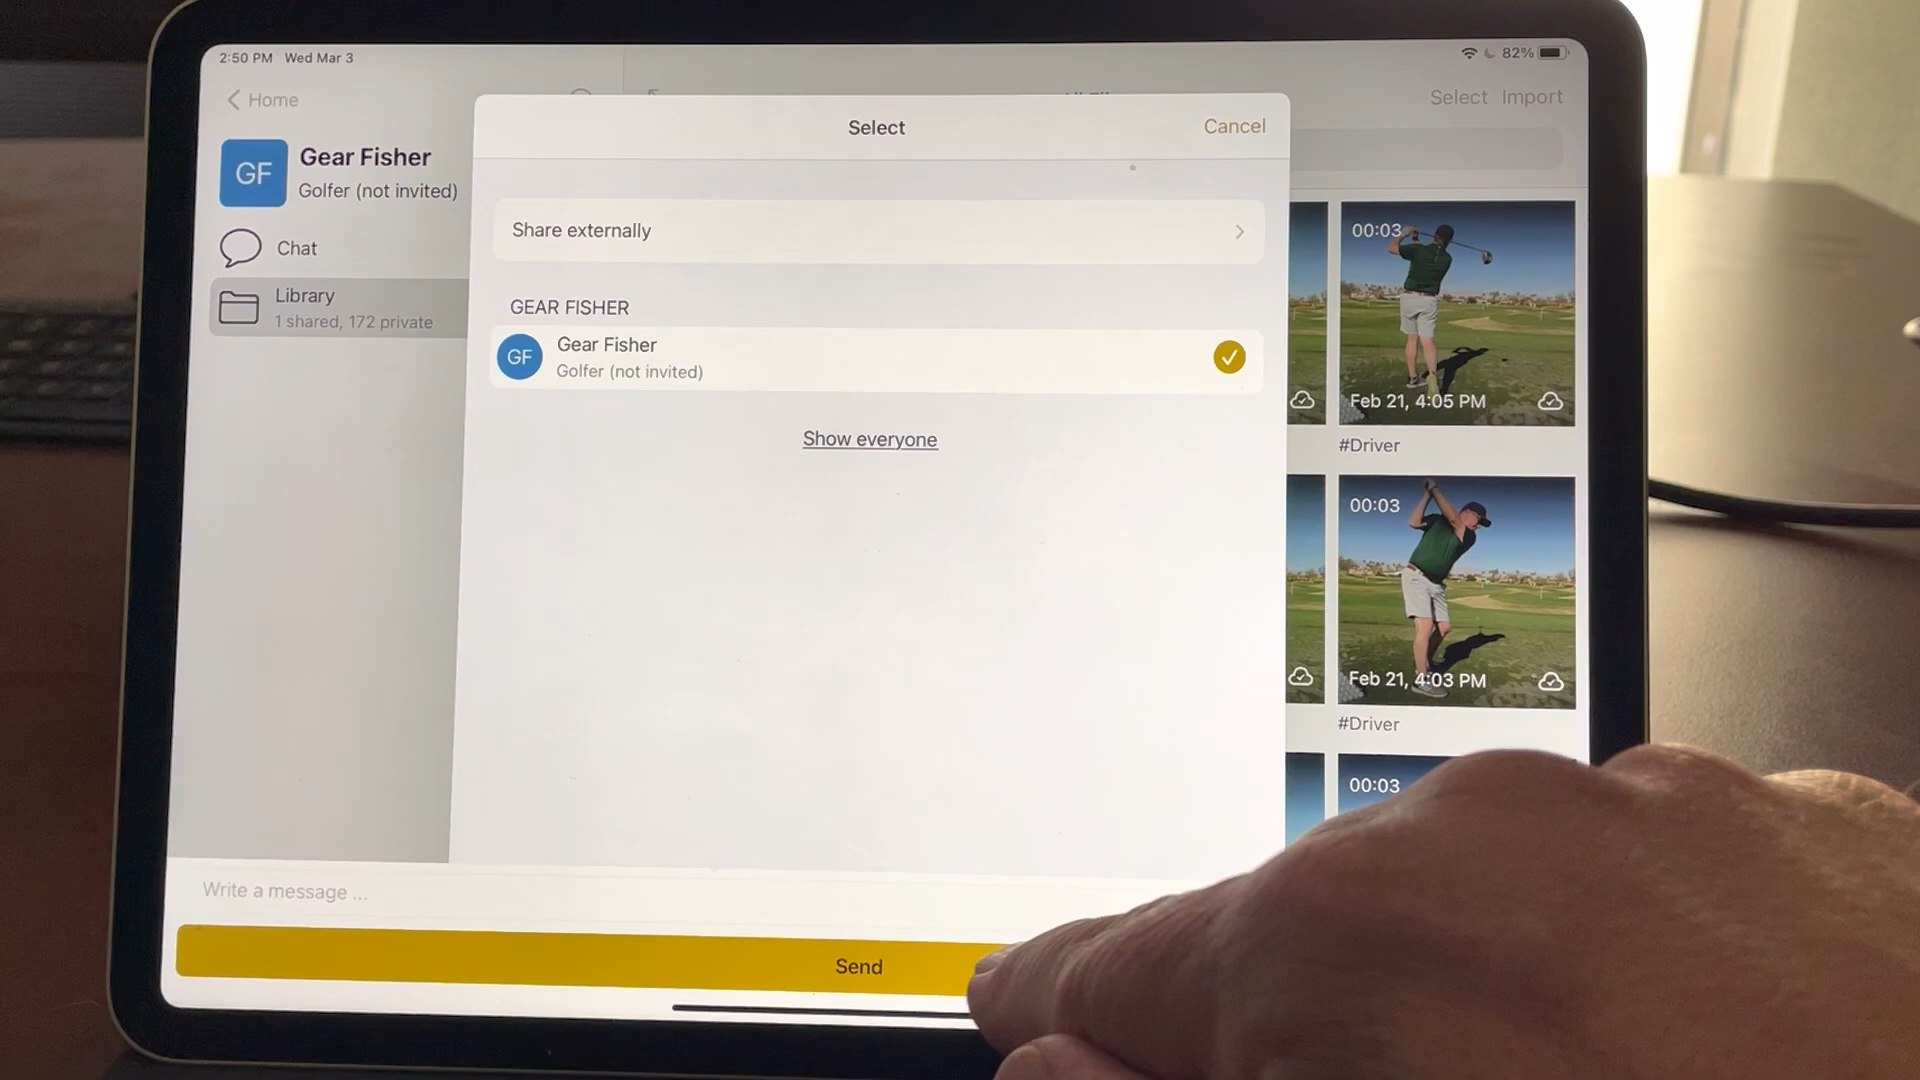 2:50 PM Wed Mar 3
82%
Home
Select Import
Select
Cancel
GF
Gear Fisher
Golfer (not invited)
Chat
Library
1 shared, 172 private
Share externally
GEAR FISHER
GF
Gear Fisher
Golfer (not invited)
Show everyone
00:03
Feb 21, 4:05 PM
#Driver
00:03
Feb 21, 4:03 PM
#Driver
00:03
Write a message ...
Send